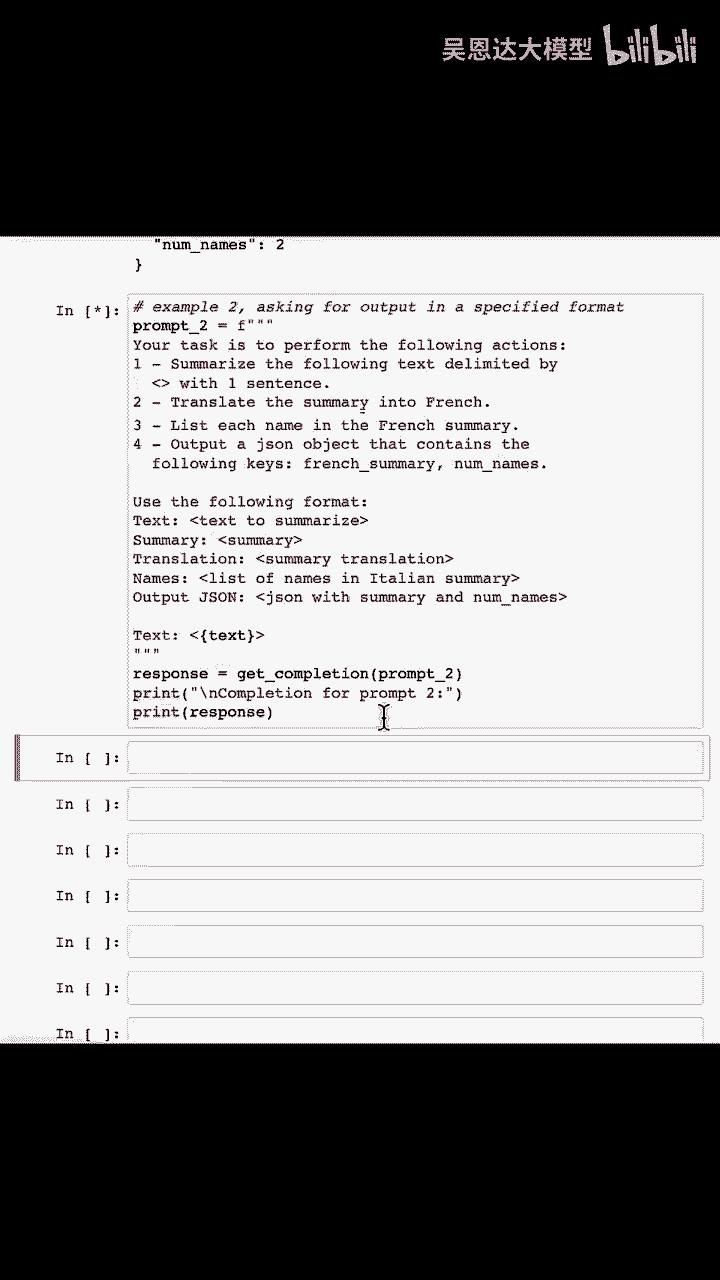 吴恩达大模型 bilibili
"num_names": 2
}
In [*]:
# example 2, asking for output in a specified format
prompt_2 = f"""
Your task is to perform the following actions:
1 - Summarize the following text delimited by
<> with 1 sentence.
2 - Translate the summary into French.
3 - List each name in the French summary.
4 - Output a json object that contains the
following keys: french_summary, num_names.
Use the following format:
Text: <text to summarize>
Summary: <summary>
Translation: <summary translation>
Names: <list of names in Italian summary>
Output JSON: <json with summary and num_names>
Text: <{text}>
"""
response = get_completion(prompt_2)
print("\nCompletion for prompt 2:")
print(response)
In [ ]:
In [ ]:
In [ ]:
In [ ]:
In [ ]:
In [ ]:
In [ ]: